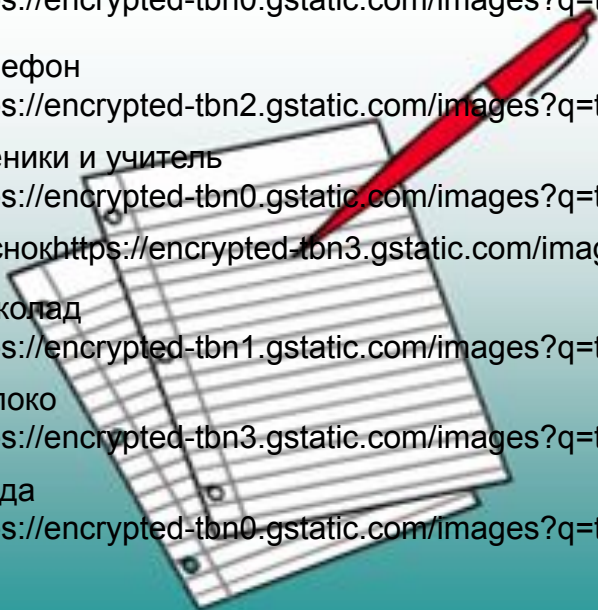 s://encrypted-tbn0.gstatic.com/images?q=t
ефон
s://encrypted-tbn2.gstatic.com/images?q=t
ники и учитель
s://encrypted-tbn0.gstatic.com/images?q=t
снокhttps://encrypted-tbn3.gstatic.com/imag
колад
s://encrypted-tbn1.gstatic.com/images?q=t
локо
s://encrypted-tbn3.gstatic.com/images?q=t
да
s://encrypted-tbn0.gstatic.com/images?q=t